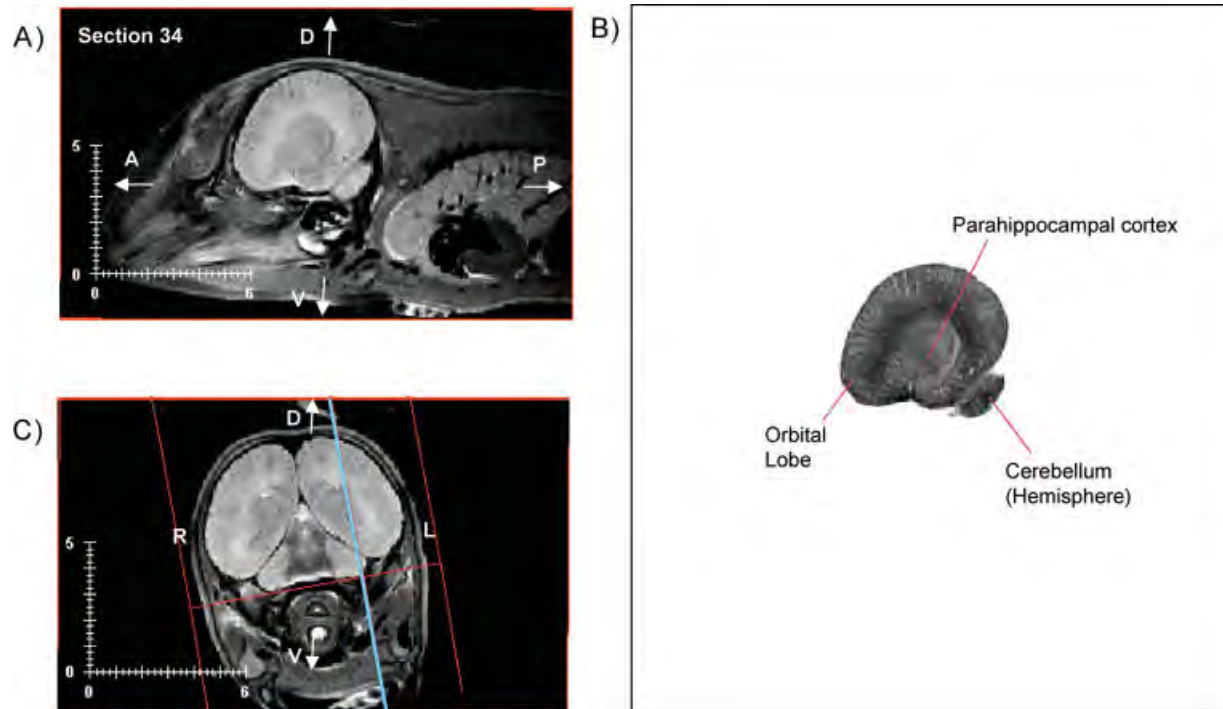 A)
Section 34
D
5
A
P
0
0
6
V
B)
Parahippocampal cortex
Orbital
Lobe
Cerebellum
(Hemisphere)
C)
D
R
L
5
V
0
0
6